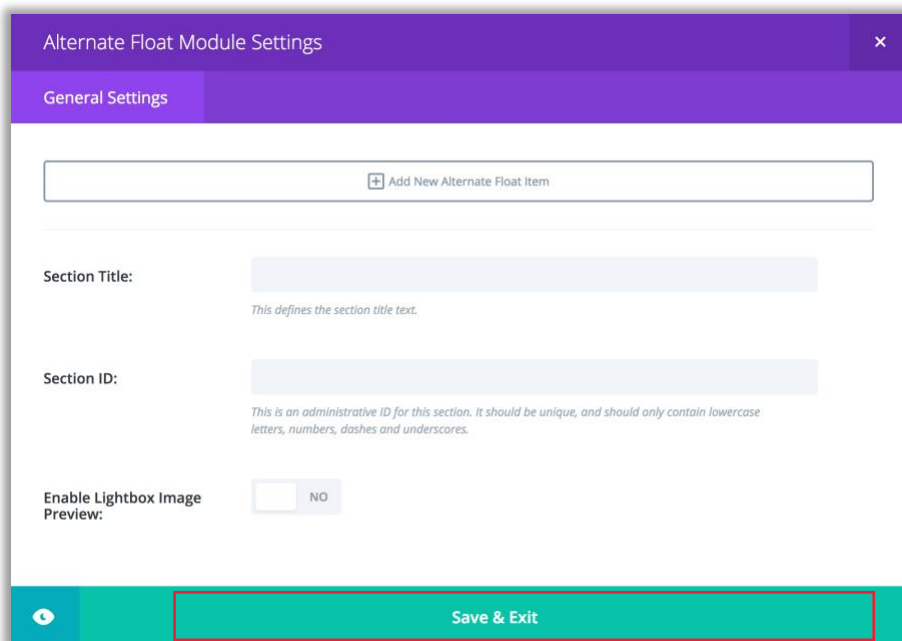 Alternate Float Module Settings
General Settings
Add New Alternate Float Item
Section Title:
This defines the section title text.
Section ID:
This is an administrative ID for this section. It should be unique, and should only contain lowercase
letters, numbers, dashes and underscores.
Enable Lightbox Image
Preview:
NO
Save & Exit